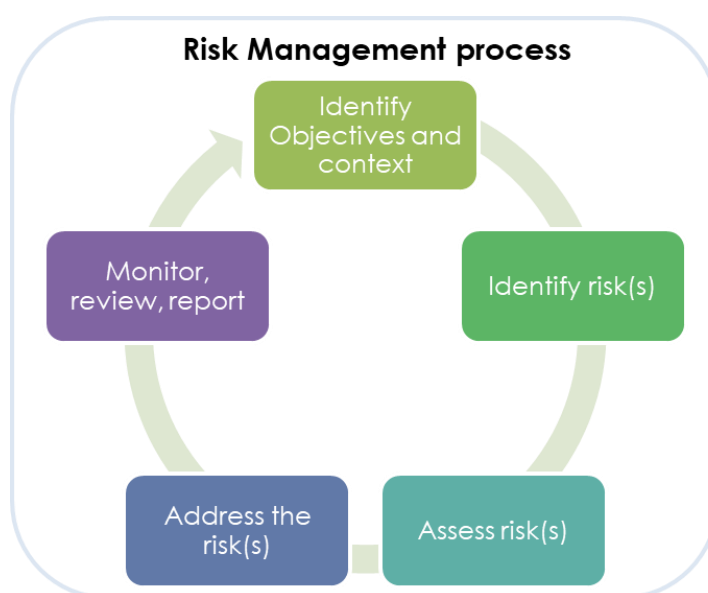 Risk Management process
Identify
Objectives and
context
Identify risk(s)
Assess risk(s)
Address the
risk(s)
Monitor,
review, report